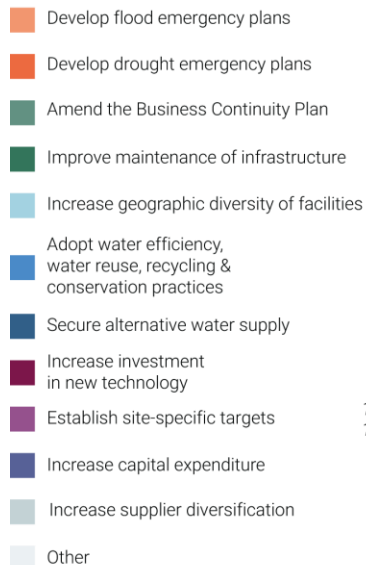 Develop flood emergency plans
Develop drought emergency plans
Amend the Business Continuity Plan
Improve maintenance of infrastructure
Increase geographic diversity of facilities
Adopt water efficiency,
water reuse, recycling &
conservation practices
Secure alternative water supply
Increase investment
in new technology
Establish site-specific targets
Increase capital expenditure
Increase supplier diversification
Other